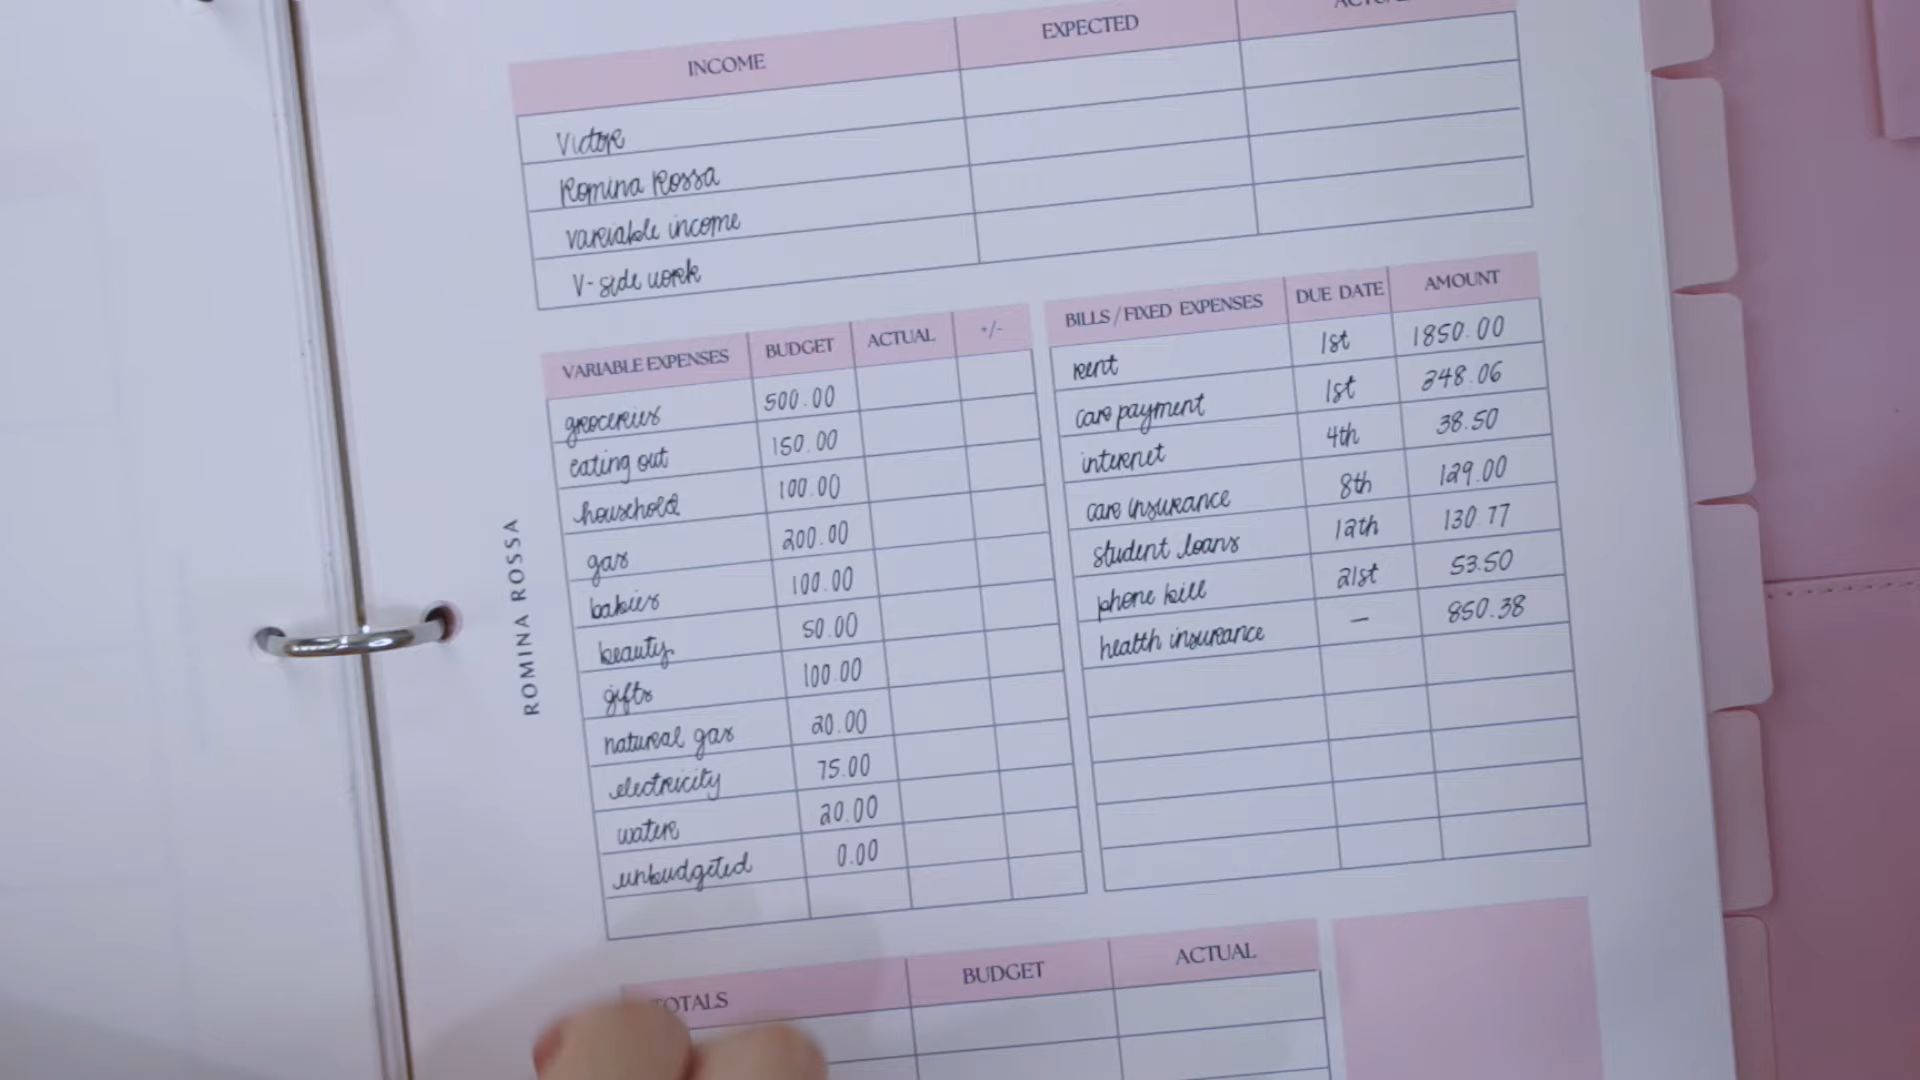 INCOME EXPECTED
Victor
Romina Rossa
variable income
V-side work
VARIABLE EXPENSES BUDGET ACTUAL +/-
groceries 500.00
eating out 150.00
household 100.00
gas 200.00
babies 100.00
beauty 50.00
gifts 100.00
natural gas 20.00
electricity 75.00
water 20.00
unbudgeted 0.00
BILLS / FIXED EXPENSES DUE DATE AMOUNT
rent 1st 1850.00
car payment 1st 248.06
internet 4th 38.50
car insurance 8th 129.00
student loans 12th 130.77
phone bill 21st 53.50
health insurance — 850.38
ROMINA ROSSA
TOTALS BUDGET ACTUAL